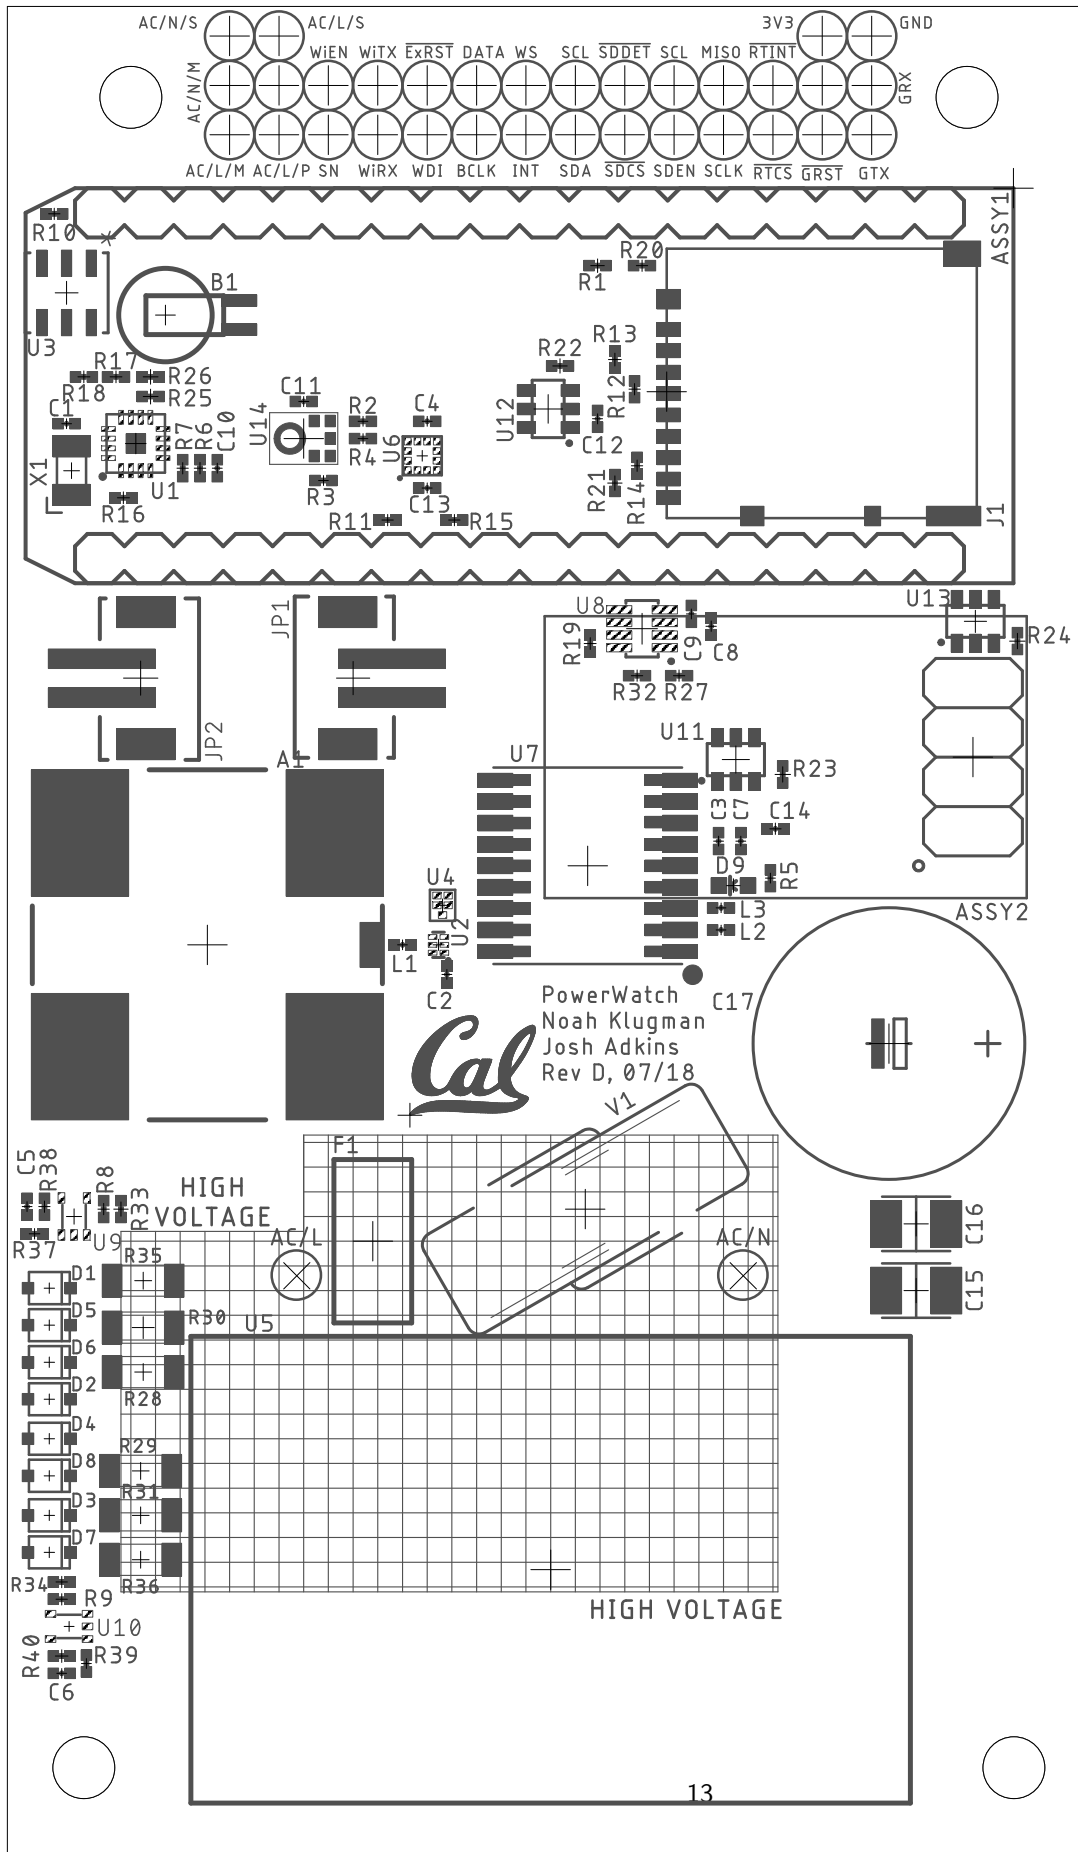 AC/N/S
AC/L/S
3V3
GND
WiEN
WiTX
ExRST
DATA
WS
SCL
SDDET
SCL
MISO
RTINT
AC/N/M
GRX
AC/L/M
AC/L/P
SN
WiRX
WDI
BCLK
INT
SDA
SDCS
SDEN
SCLK
RTCS
GRST
GTX
R10
*
ASSY1
U3
B1
R1
R20
R13
R22
R12
U12
C12
R17
R18
R26
R25
C1
X1
U1
R16
R7
R6
C10
C11
U14
R2
R4
R3
C4
U6
C13
R11
R15
R21
R14
J1
JP1
JP2
U8
R19
C9
C8
R32
R27
U13
R24
A1
U7
U11
R23
C3
C7
C14
D9
R5
L3
L2
ASSY2
U4
U2
L1
C2
C17
PowerWatch
Noah Klugman
Josh Adkins
Rev D, 07/18
Cal
V1
F1
C5
R38
R8
R33
R37
U9
HIGH
VOLTAGE
AC/L
AC/N
C16
C15
D1
R35
D5
R30
U5
D6
D2
R28
D4
R29
D8
R31
D3
D7
R34
R36
R9
U10
R40
R39
C6
HIGH VOLTAGE
13